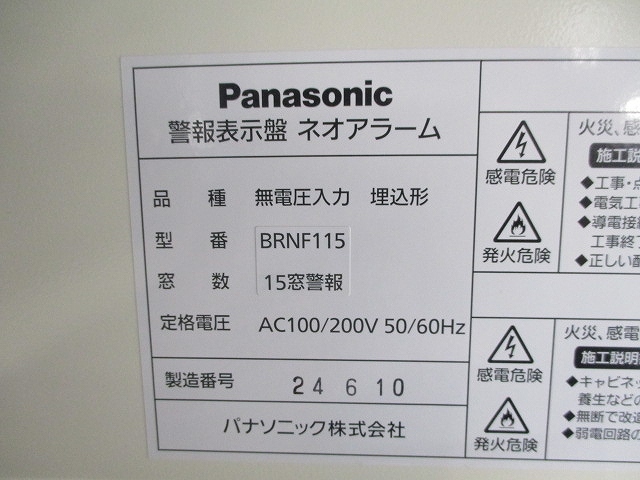 Panasonic
警報表示盤 ネオアラーム
品 種 無電圧入力 埋込形
型 番 BRNF115
窓 数 15窓警報
定格電圧 AC100/200V 50/60Hz
製造番号 24 6 10
パナソニック株式会社
火災、感
施工説
感電危険
◆工事・
◆電気工
◆導電接続
工事終了
◆正しい
発火危険
火災、感電
施工説明
感電危険
◆キャビネ
養生などの
◆無断で改造
◆弱電回路の
発火危険